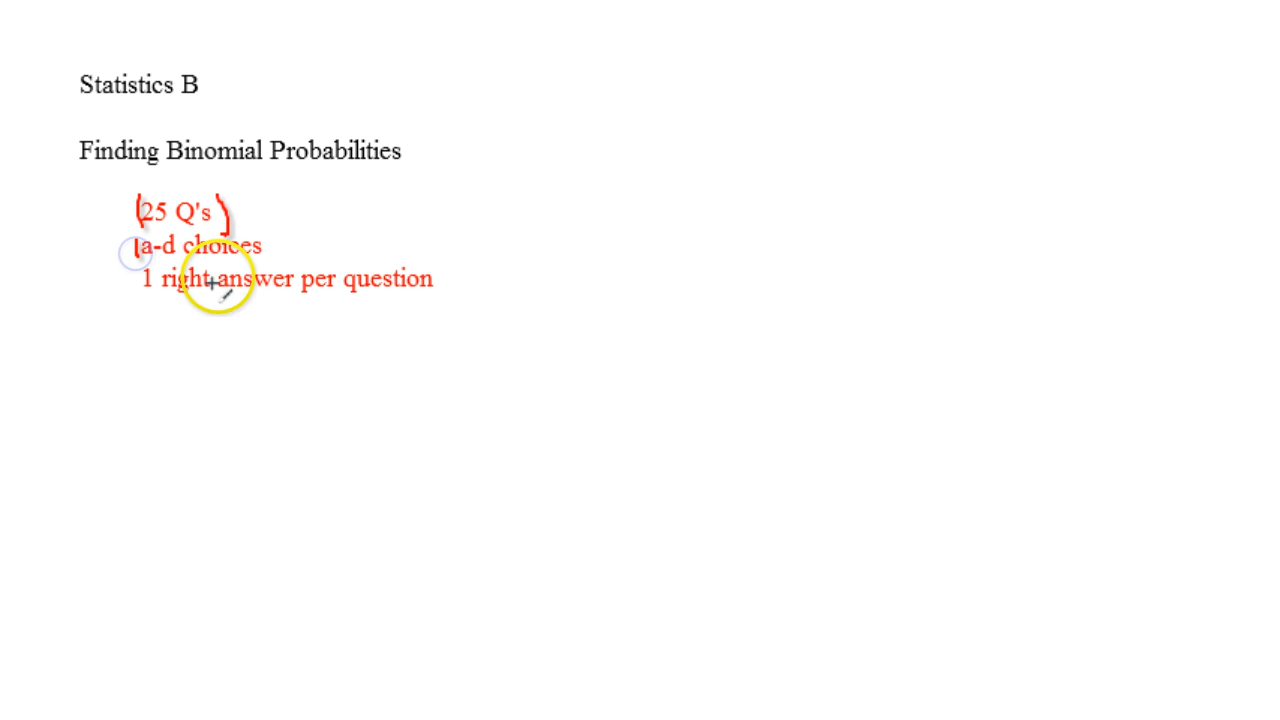 Statistics B
Finding Binomial Probabilities
(25 Q's)
a-d choices
1 right answer per question